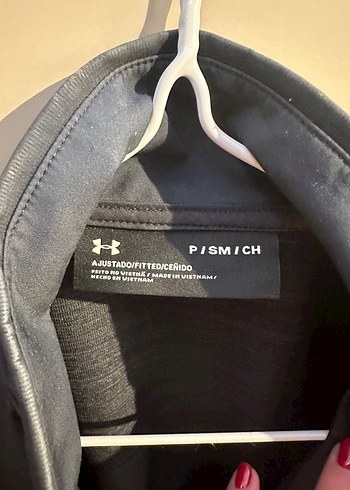 P / SM / CH
AJUSTADO/FITTED/CEÑIDO
FEITO NO VIETNÃ / MADE IN VIETNAM /
HECHO EN VIETNAM